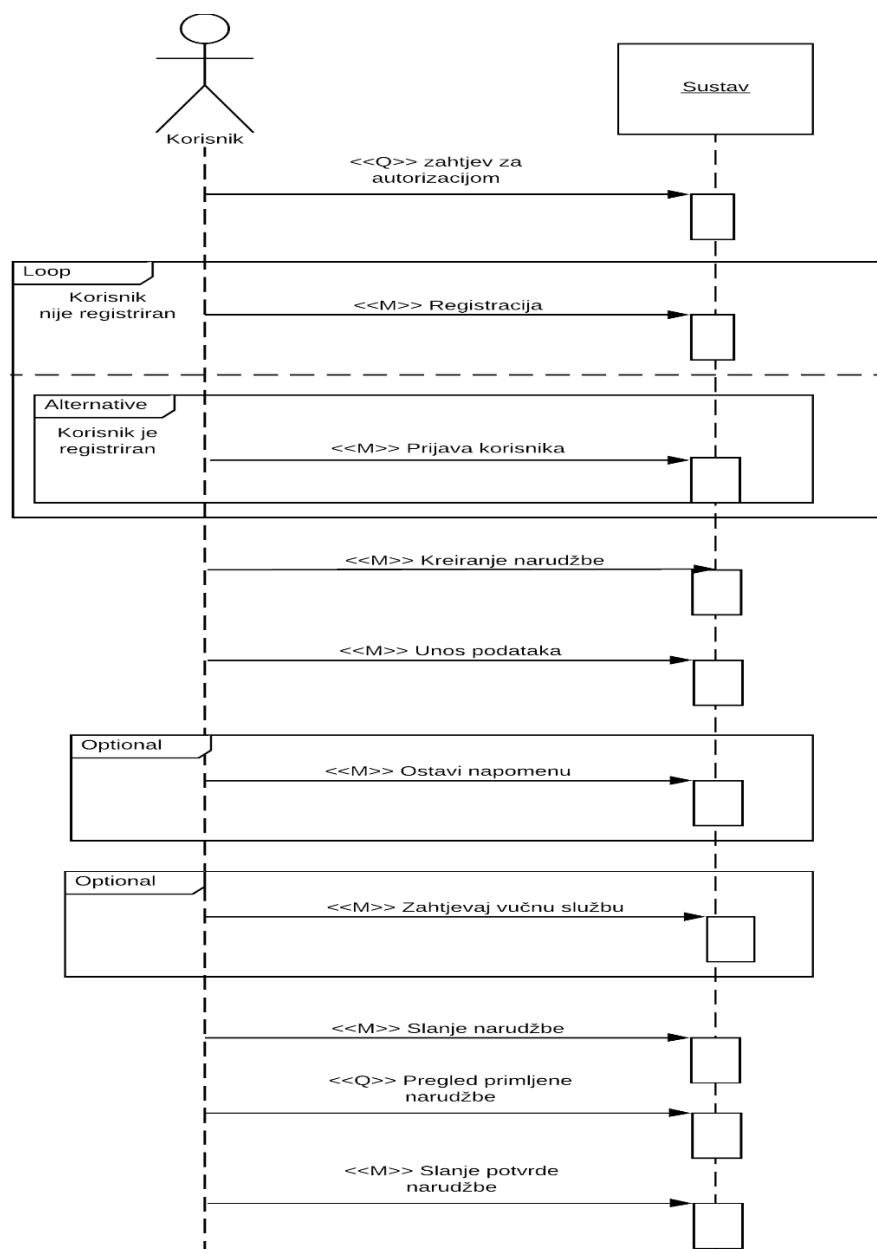 Sustav
Korisnik
<<Q>> zahtjev za
autorizacijom
Loop
Korisnik
nije registriran
<<M>> Registracija
Alternative
Korisnik je
registriran
<<M>> Prijava korisnika
<<M>> Kreiranje narudžbe
<<M>> Unos podataka
Optional
<<M>> Ostavi napomenu
Optional
<<M>> Zahtjevaj vučnu službu
<<M>> Slanje narudžbe
<<Q>> Pregled primljene
narudžbe
<<M>> Slanje potvrde
narudžbe